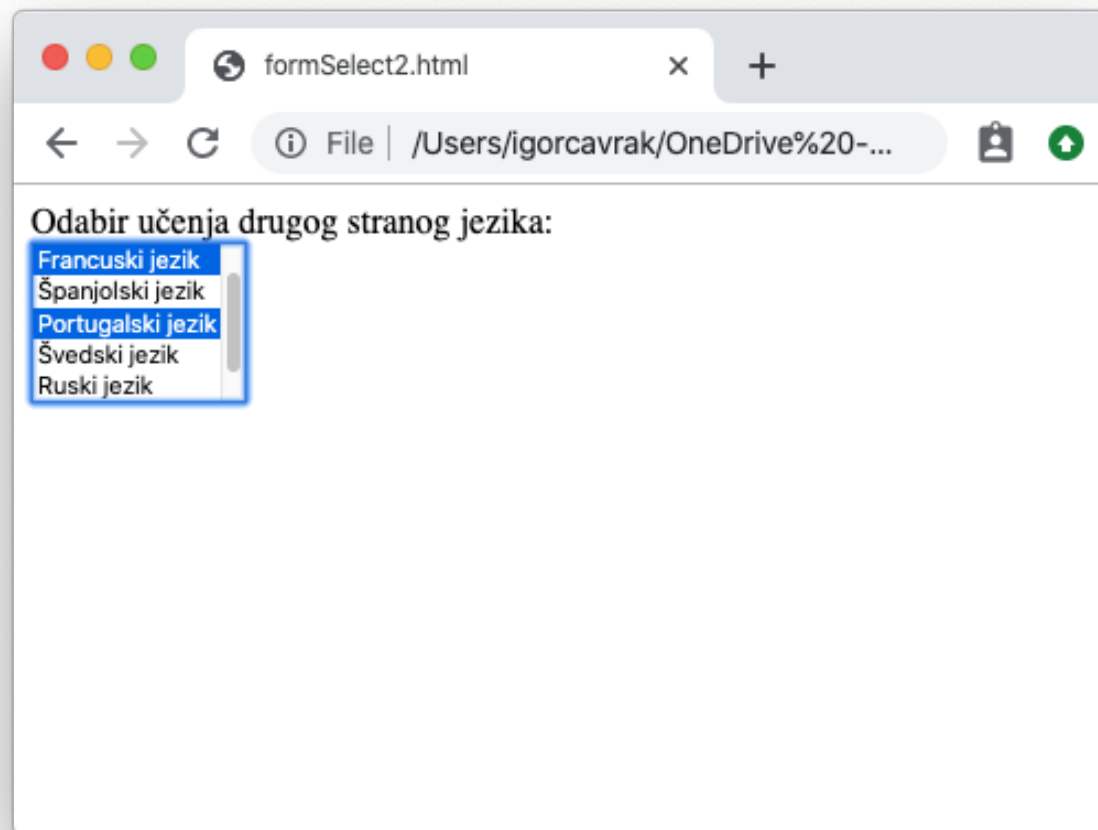 formSelect2.html
File /Users/igorcavrak/OneDrive%20-...
Odabir učenja drugog stranog jezika:
Francuski jezik
Španjolski jezik
Portugalski jezik
Švedski jezik
Ruski jezik